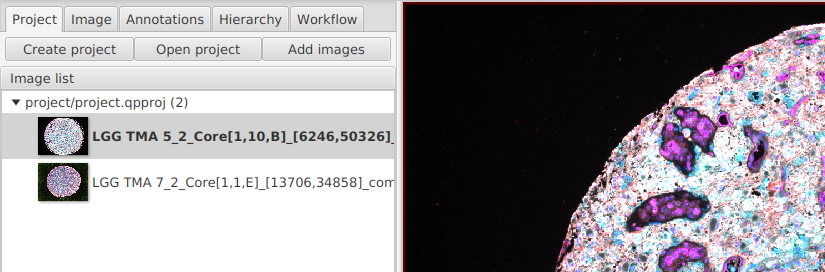 Project Image Annotations Hierarchy Workflow
Create project Open project Add images
Image list
project/project.qpproj (2)
LGG TMA 5_2_Core[1,10,B]_[6246,50326]_
LGG TMA 7_2_Core[1,1,E]_[13706,34858]_com